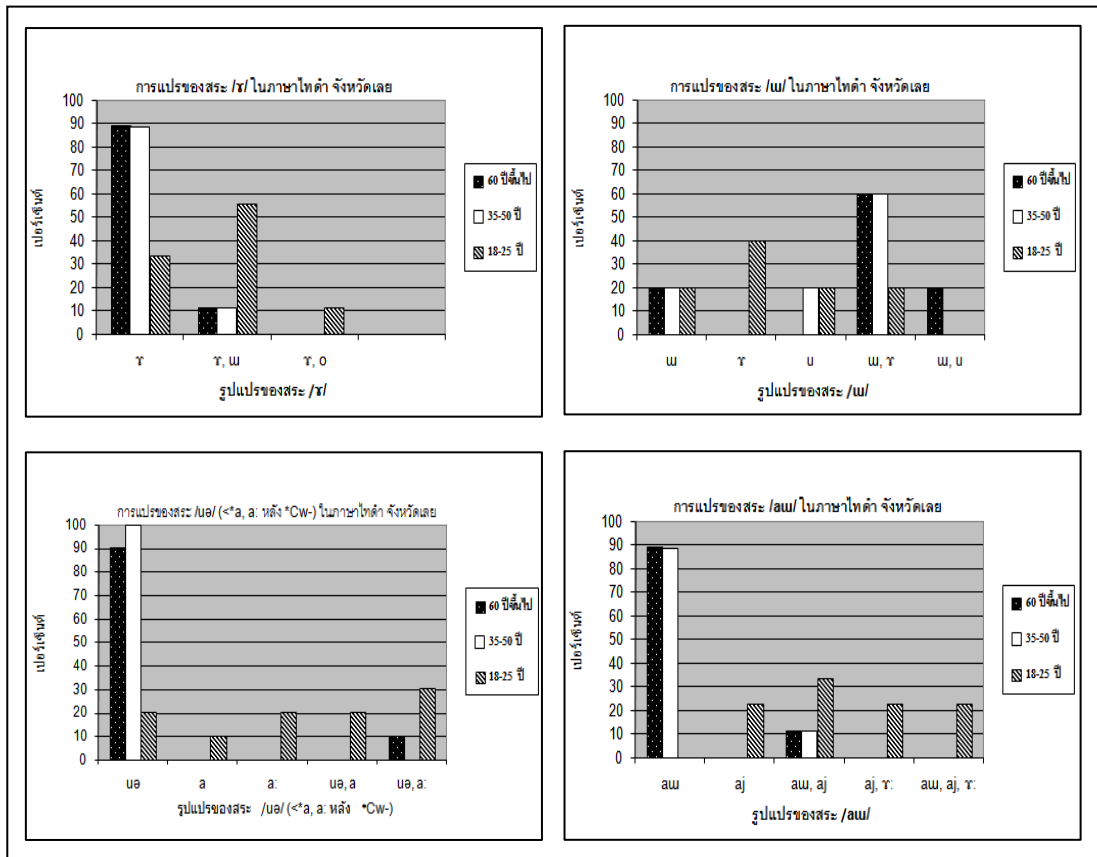 การแปรของสระ /ɤ/ ในภาษาไทดำ จังหวัดเลย
100
90
80
70
60
50
40
30
20
10
0
เปอร์เซ็นต์
ɤ
ɤ, ɯ
ɤ, o
รูปแปรของสระ /ɤ/
60 ปีขึ้นไป
35-50 ปี
18-25 ปี
การแปรของสระ /ɯ/ ในภาษาไทดำ จังหวัดเลย
100
90
80
70
60
50
40
30
20
10
0
เปอร์เซ็นต์
ɯ
ɤ
u
ɯ, ɤ
ɯ, u
รูปแปรของสระ /ɯ/
60 ปีขึ้นไป
35-50 ปี
18-25 ปี
การแปรของสระ /uə/ (<*a, a: หลัง *Cw-) ในภาษาไทดำ จังหวัดเลย
100
90
80
70
60
50
40
30
20
10
0
เปอร์เซ็นต์
uə
a
a:
uə, a
uə, a:
รูปแปรของสระ /uə/ (<*a, a: หลัง *Cw-)
60 ปีขึ้นไป
35-50 ปี
18-25 ปี
การแปรของสระ /aɯ/ ในภาษาไทดำ จังหวัดเลย
100
90
80
70
60
50
40
30
20
10
0
เปอร์เซ็นต์
aɯ
aj
aɯ, aj
aj, ɤ:
aɯ, aj, ɤ:
รูปแปรของสระ /aɯ/
60 ปีขึ้นไป
35-50 ปี
18-25 ปี